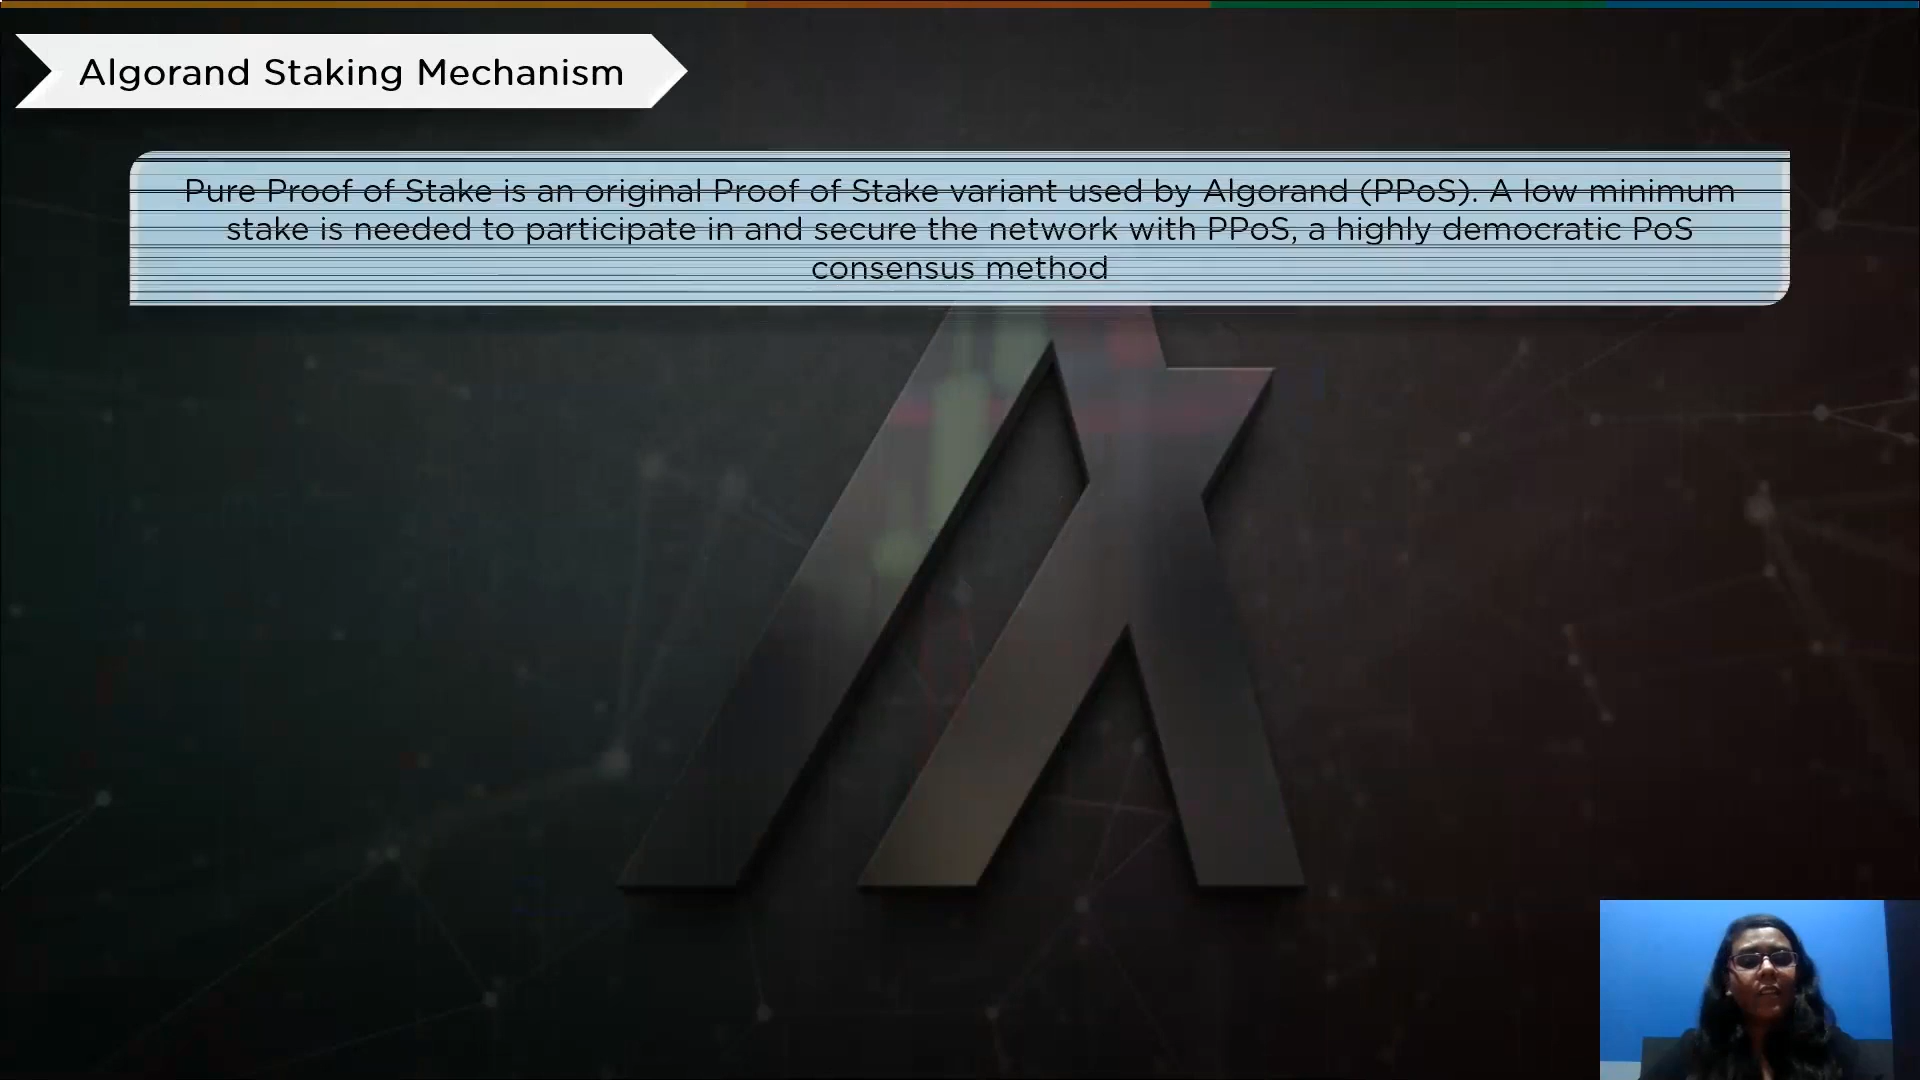 Algorand Staking Mechanism
Pure Proof of Stake is an original Proof of Stake variant used by Algorand (PPoS). A low minimum
stake is needed to participate in and secure the network with PPoS, a highly democratic PoS
consensus method